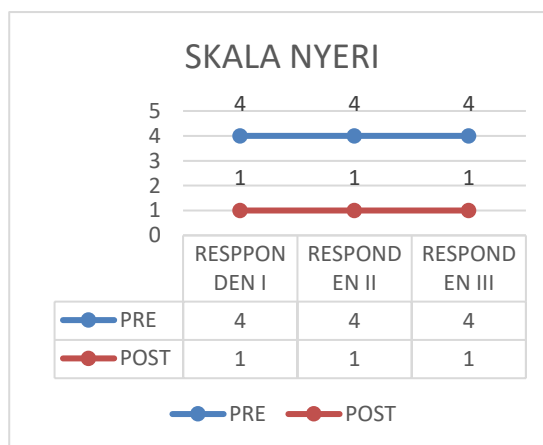 SKALA NYERI
4 4 4
5
4
3
2
1
0
1 1 1
RESPPON RESPOND RESPOND
DEN I EN II EN III
PRE 4 4 4
POST 1 1 1
PRE POST